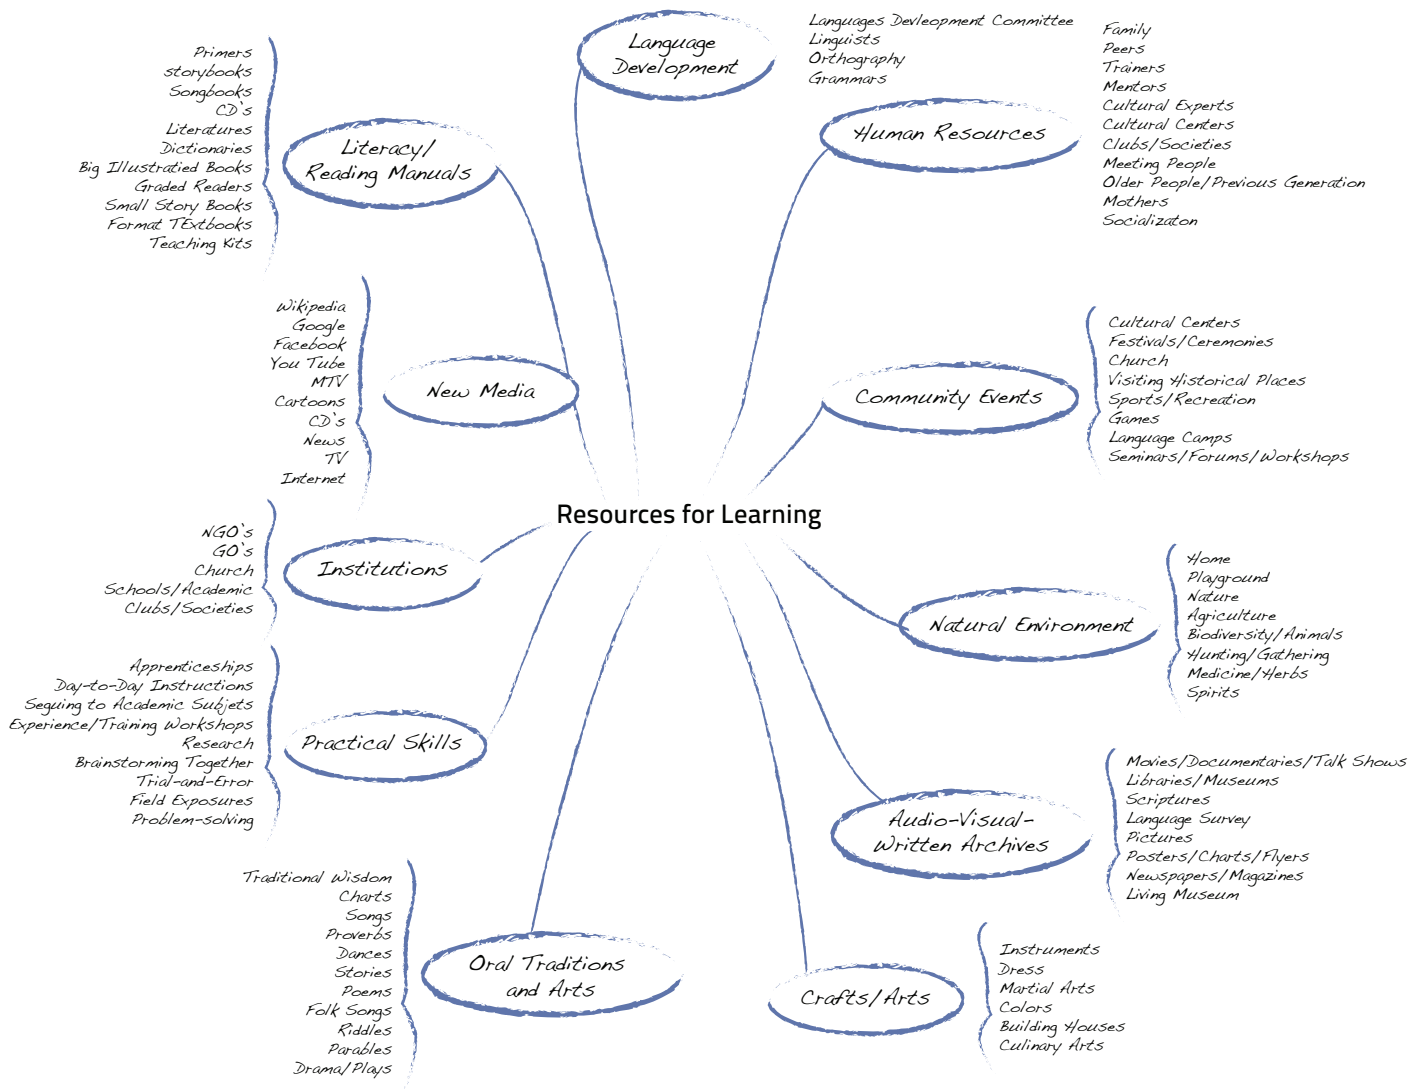 Language
Development
Languages Devleopment Committee
Linguists
Orthography
Grammars
Human Resources
Family
Peers
Trainers
Mentors
Cultural Experts
Cultural Centers
Clubs/Societies
Meeting People
Older People/Previous Generation
Mothers
Socializaton
Primers
storybooks
Songbooks
CD's
Literatures
Dictionaries
Big Illustratied Books
Graded Readers
Small Story Books
Format TExtbooks
Teaching Kits
Literacy/
Reading Manuals
Wikipedia
Google
Facebook
You Tube
MTV
Cartoons
CD's
News
TV
Internet
New Media
Community Events
Cultural Centers
Festivals/Ceremonies
Church
Visiting Historical Places
Sports/Recreation
Games
Language Camps
Seminars/Forums/Workshops
Resources for Learning
NGO's
GO's
Church
Schools/Academic
Clubs/Societies
Institutions
Natural Environment
Home
Playground
Nature
Agriculture
Biodiversity/Animals
Hunting/Gathering
Medicine/Herbs
Spirits
Apprenticeships
Day-to-Day Instructions
Seguing to Academic Subjets
Experience/Training Workshops
Research
Brainstorming Together
Trial-and-Error
Field Exposures
Problem-solving
Practical Skills
Audio-Visual-
Written Archives
Movies/Documentaries/Talk Shows
Libraries/Museums
Scriptures
Language Survey
Pictures
Posters/Charts/Flyers
Newspapers/Magazines
Living Museum
Traditional Wisdom
Charts
Songs
Proverbs
Dances
Stories
Poems
Folk Songs
Riddles
Parables
Drama/Plays
Oral Traditions
and Arts
Crafts/Arts
Instruments
Dress
Martial Arts
Colors
Building Houses
Culinary Arts